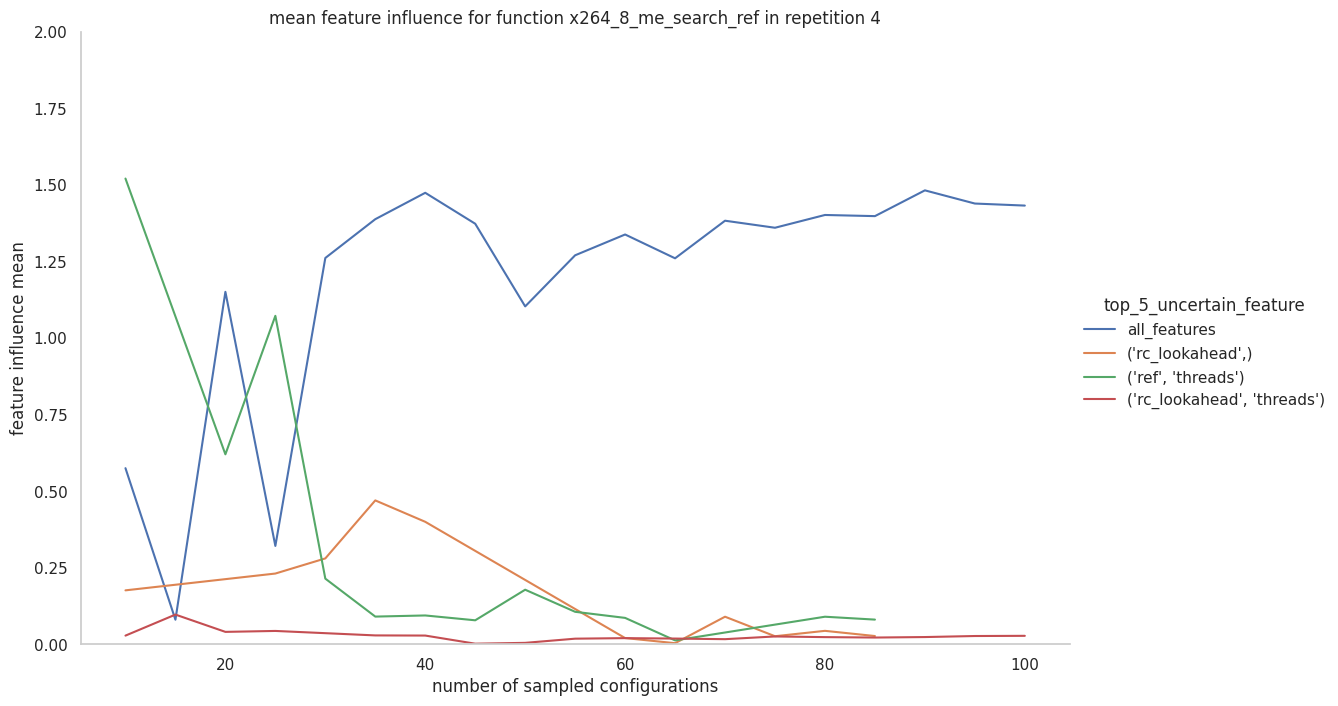 mean feature influence for function x264_8_me_search_ref in repetition 4
2.00
1.75
1.50
1.25
1.00
0.75
0.50
0.25
0.00
feature influence mean
20
40
60
80
100
number of sampled configurations
top_5_uncertain_feature
all_features
('rc_lookahead',)
('ref', 'threads')
('rc_lookahead', 'threads')